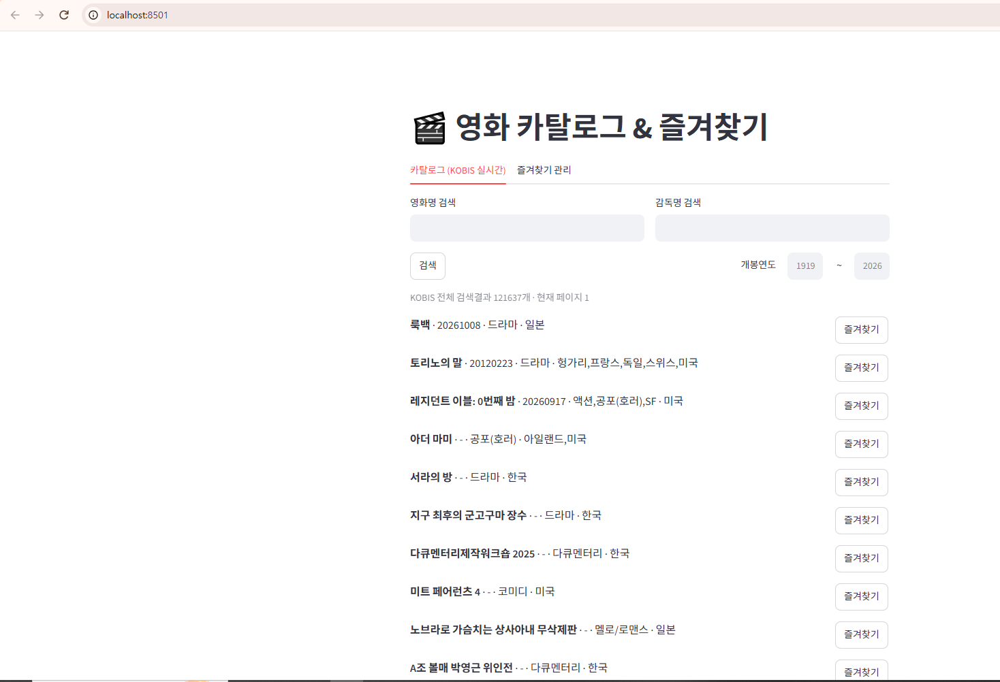 localhost:8501
영화 카탈로그 & 즐겨찾기
카탈로그 (KOBIS 실시간) 즐겨찾기 관리
영화명 검색 감독명 검색
검색 개봉연도 1919 ~ 2026
KOBIS 전체 검색결과 121637개 · 현재 페이지 1
룩백 · 20261008 · 드라마 · 일본 즐겨찾기
토리노의 말 · 20120223 · 드라마 · 헝가리,프랑스,독일,스위스,미국 즐겨찾기
레지던트 이블: 0번째 밤 · 20260917 · 액션,공포(호러),SF · 미국 즐겨찾기
아더 마미 · - · 공포(호러) · 아일랜드,미국 즐겨찾기
서라의 방 · - · 드라마 · 한국 즐겨찾기
지구 최후의 군고구마 장수 · - · 드라마 · 한국 즐겨찾기
다큐멘터리제작워크숍 2025 · - · 다큐멘터리 · 한국 즐겨찾기
미트 페어런츠 4 · - · 코미디 · 미국 즐겨찾기
노브라로 가슴치는 상사아내 무삭제판 · - · 멜로/로맨스 · 일본 즐겨찾기
A조 볼매 박영근 위인전 · - · 다큐멘터리 · 한국 즐겨찾기